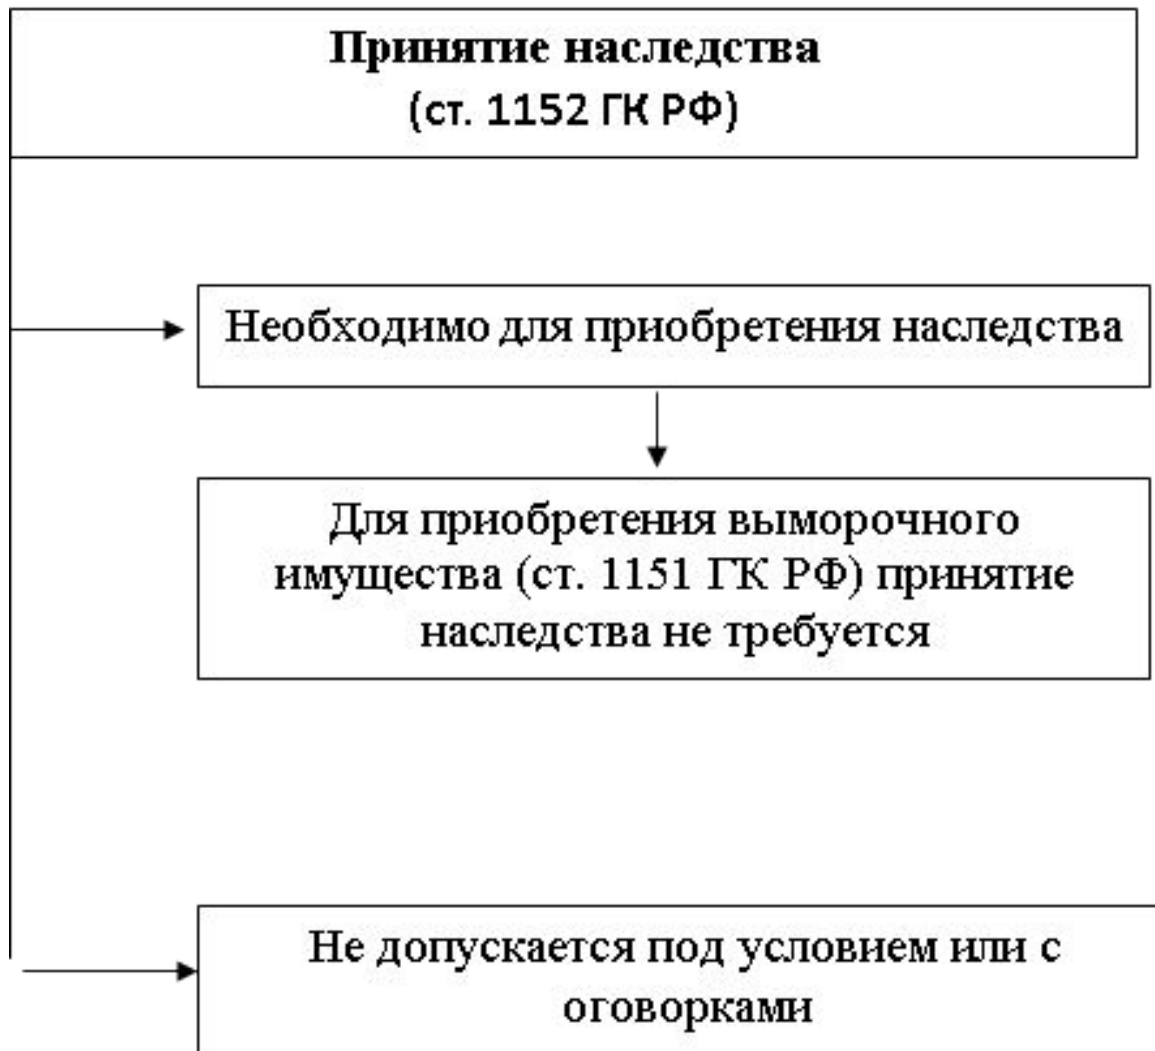 Принятие наследства
(ст. 1152 ГК РФ)
Необходимо для приобретения наследства
Для приобретения выморочного
имущества (ст. 1151 ГК РФ) принятие
наследства не требуется
Не допускается под условием или с
оговорками